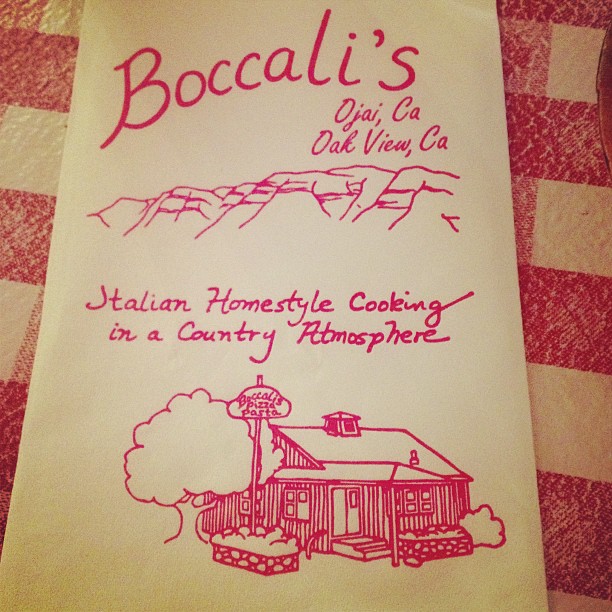 Boccali's
Ojai, Ca
Oak View, Ca
Italian Homestyle Cooking
in a Country Atmosphere
Boccali's
Pizza
Pasta